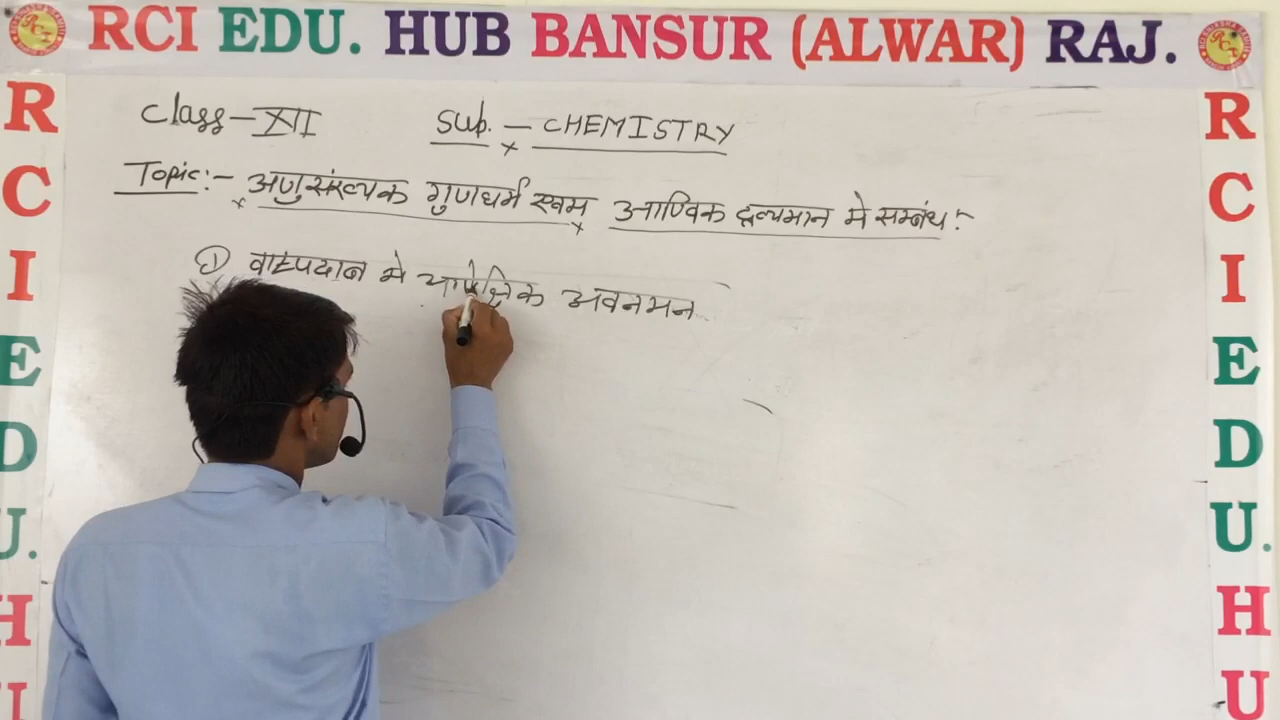 RCI EDU. HUB BANSUR (ALWAR) RAJ.
Class - XII Sub. - CHEMISTRY
Topic :- अणुसंख्यक गुणधर्म एवम आण्विक द्रव्यमान मे सम्बंध :-
① वाष्पदाब मे आपेक्षिक अवनमन
R
C
I
E
D
U.
H
U
R
C
I
E
D
U.
H
U